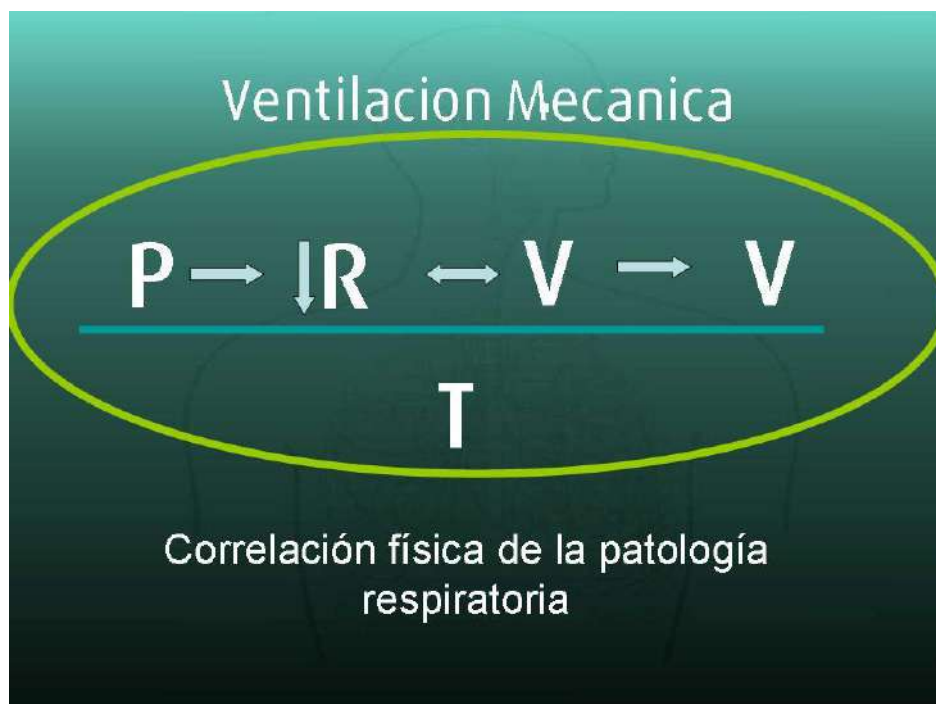 Ventilacion Mecanica
P → ↓R ↔ V → V
T
Correlación física de la patología
respiratoria